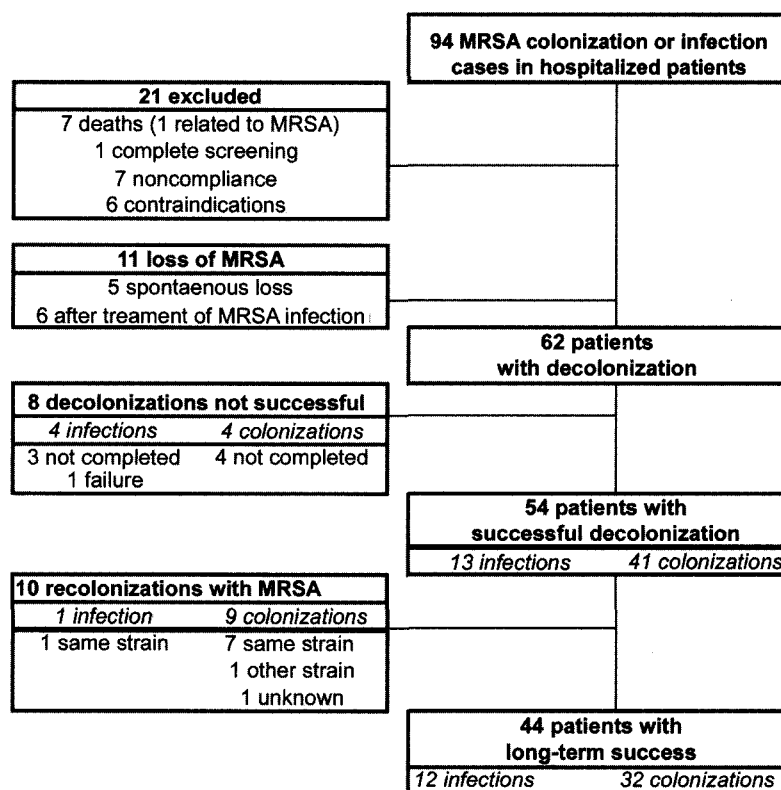 94 MRSA colonization or infection
cases in hospitalized patients
21 excluded
7 deaths (1 related to MRSA)
1 complete screening
7 noncompliance
6 contraindications
11 loss of MRSA
5 spontaenous loss
6 after treament of MRSA infection
62 patients
with decolonization
8 decolonizations not successful
4 infections 4 colonizations
3 not completed 4 not completed
1 failure
54 patients with
successful decolonization
13 infections 41 colonizations
10 recolonizations with MRSA
1 infection 9 colonizations
1 same strain 7 same strain
1 other strain
1 unknown
44 patients with
long-term success
12 infections 32 colonizations